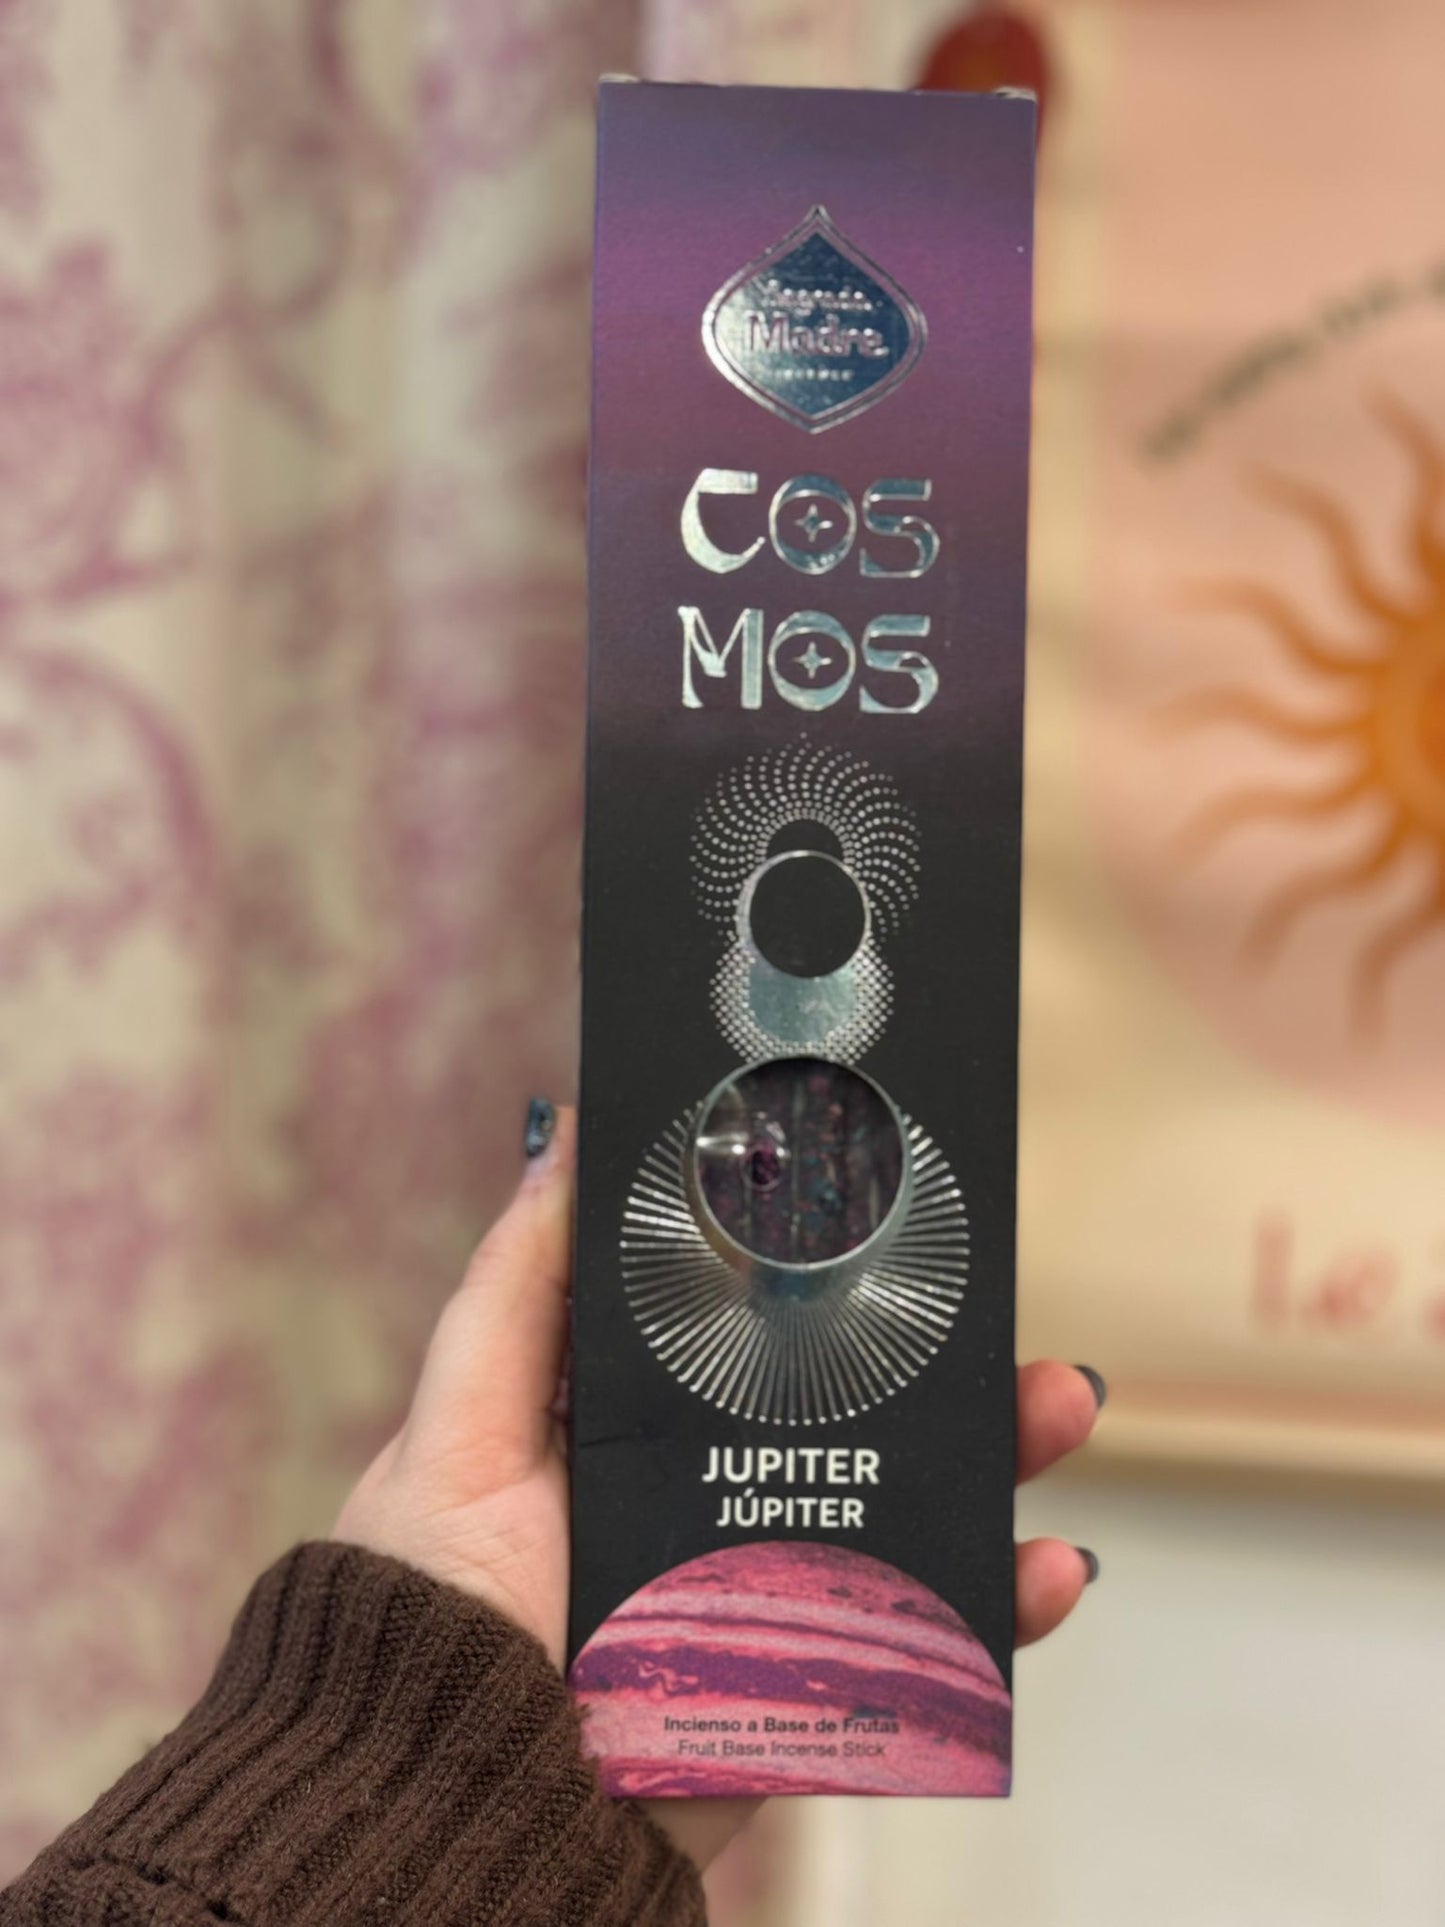 Sagrada
Madre
COS
MOS
JUPITER
JÚPITER
Incienso a Base de Frutas
Fruit Base Incense Stick